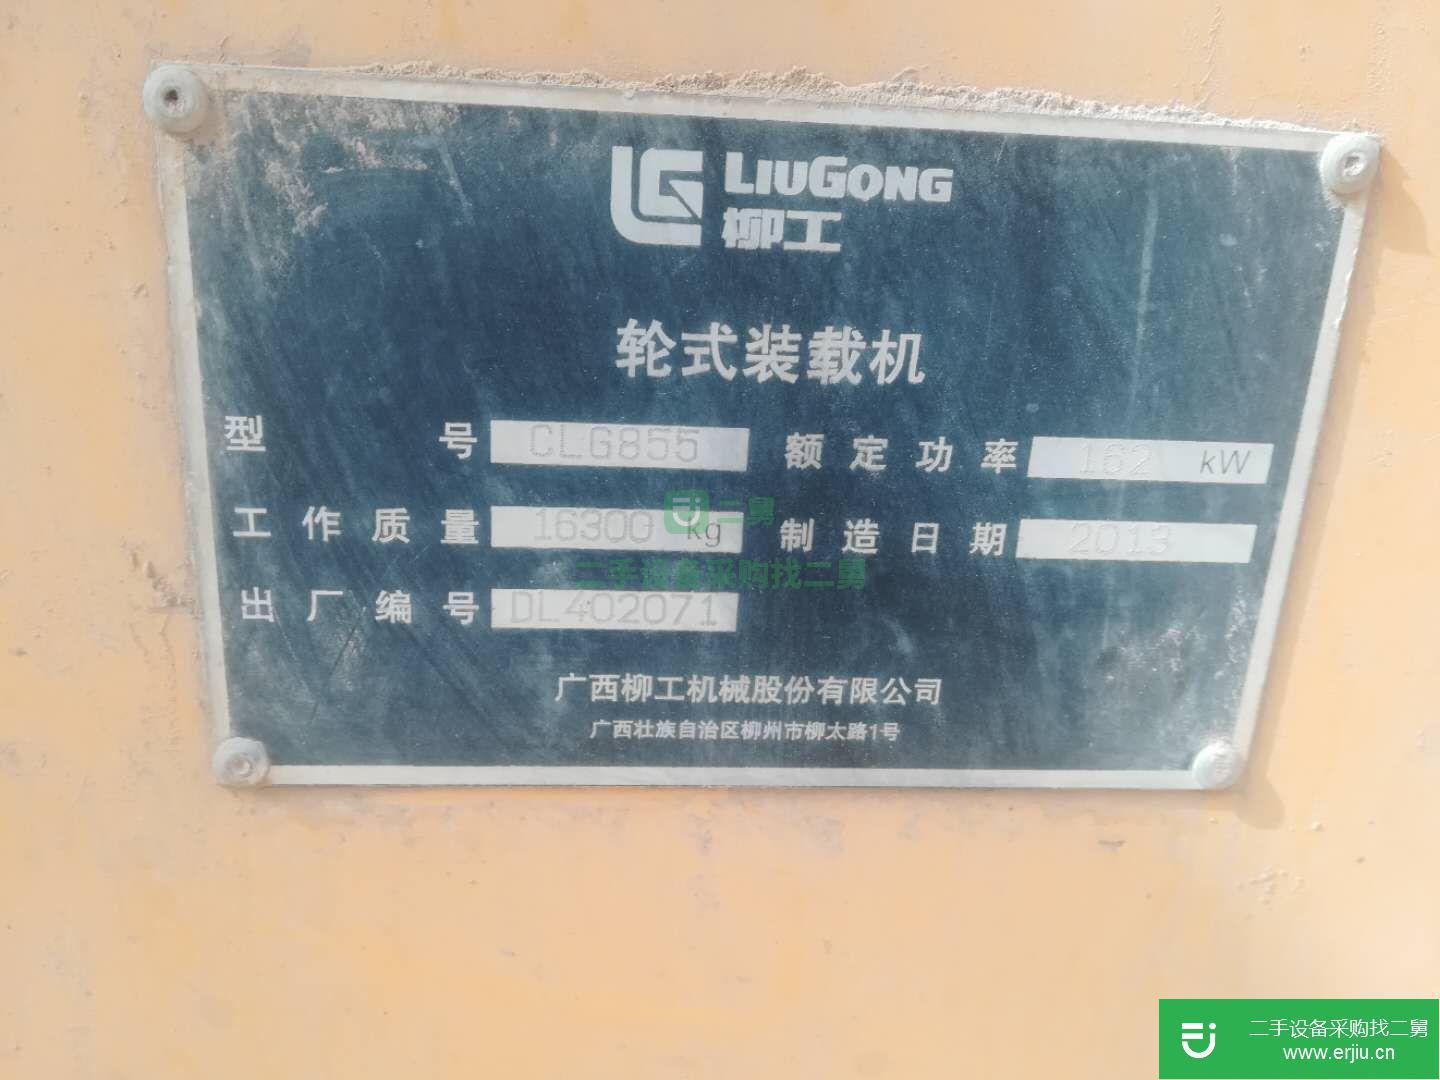 LIUGONG
柳工
轮式装载机
型 号 CLG855 额定功率 162 kW
工作质量 16300 kg 制造日期 2013
二舅
二手设备采购找二舅
出厂编号 DL402071
广西柳工机械股份有限公司
广西壮族自治区柳州市柳太路1号
二手设备采购找二舅
www.erjiu.cn